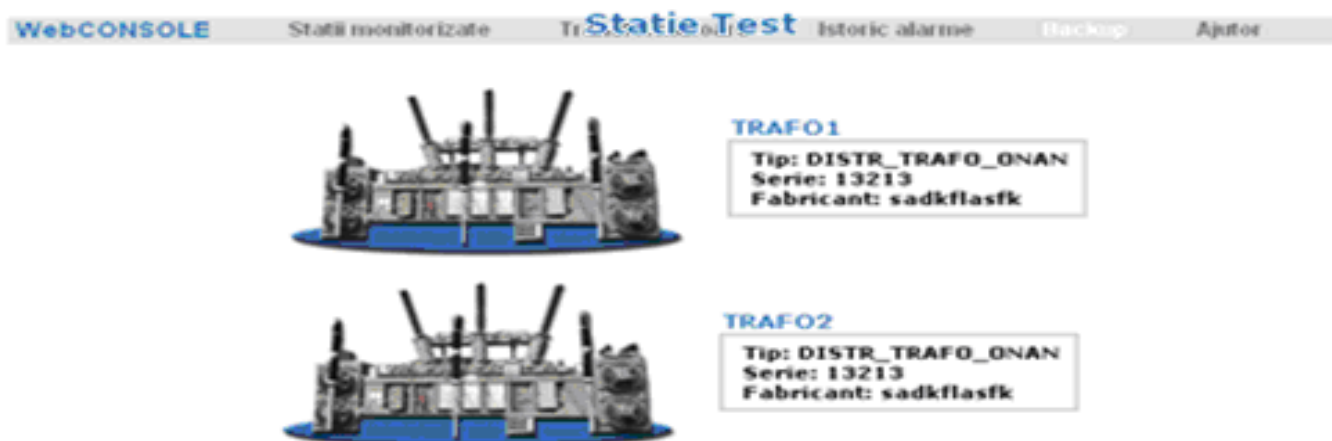 WebCONSOLE Statii monitorizate Statie Test Istoric alarme Backup Ajutor
TRAFO1
Tip: DISTR_TRAFO_ONAN
Serie: 13213
Fabricant: sadkflasfk
TRAFO2
Tip: DISTR_TRAFO_ONAN
Serie: 13213
Fabricant: sadkflasfk